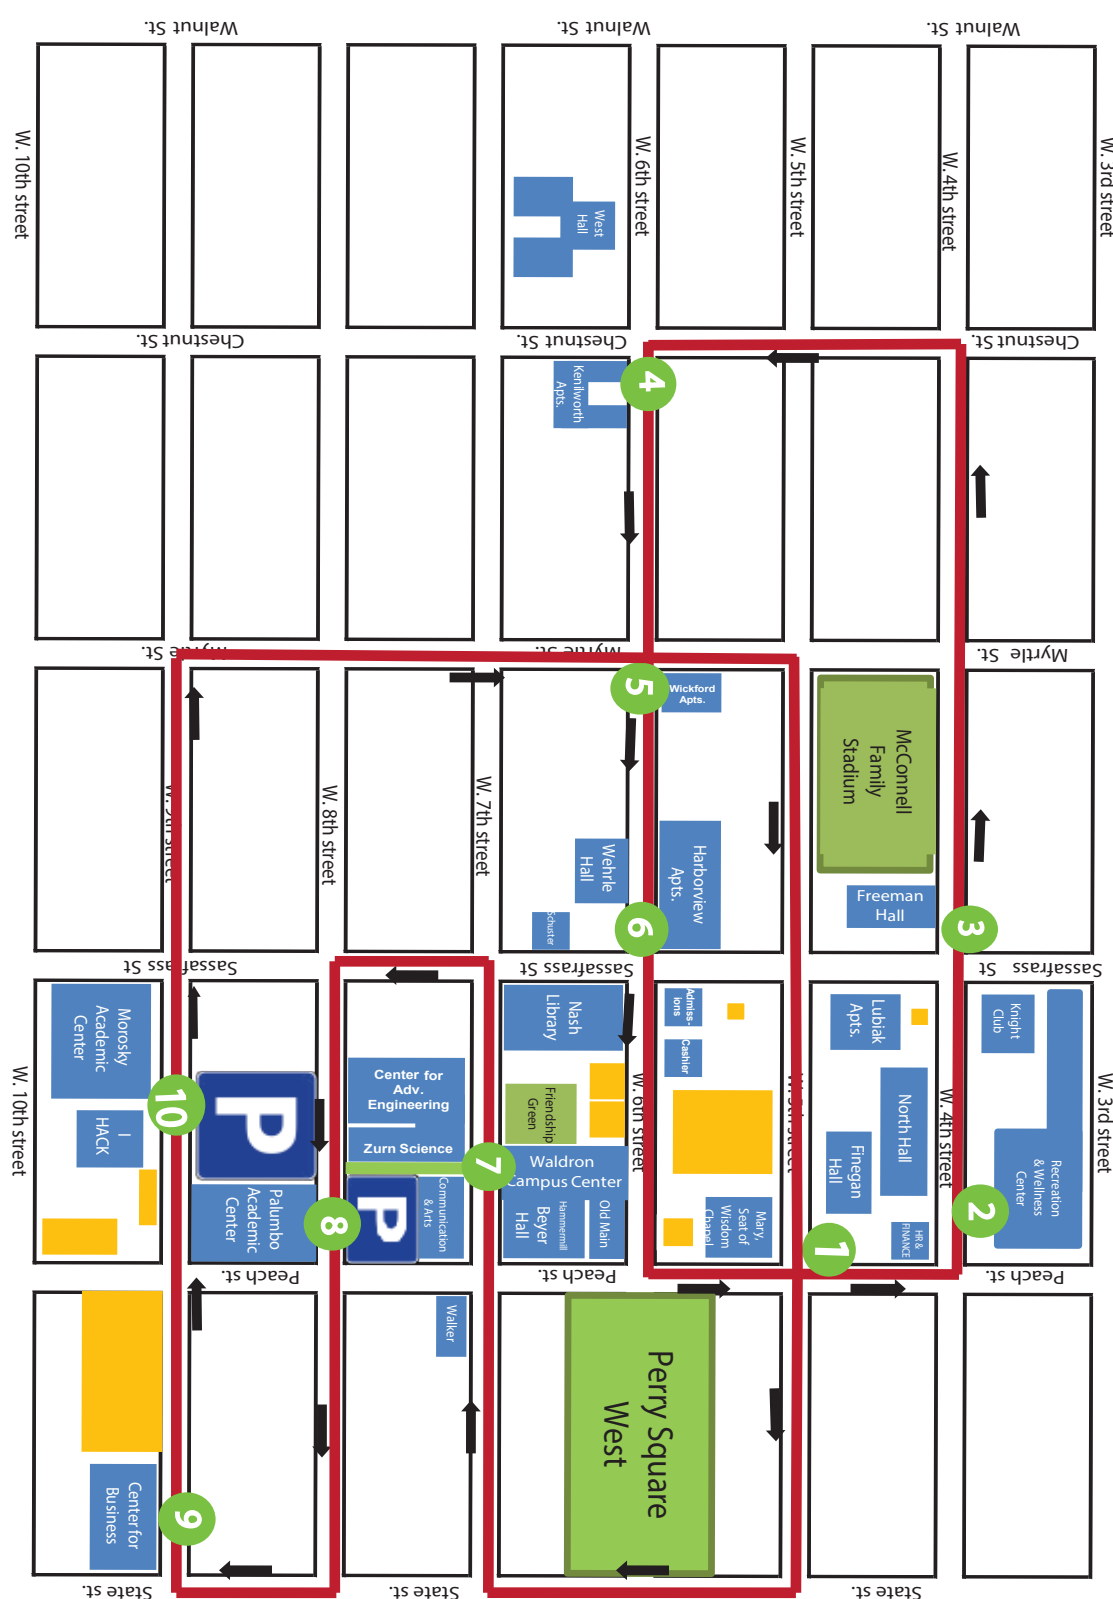 Walnut St.
Walnut St.
Walnut St.
W. 10th street
W. 6th street
W. 5th street
W. 4th street
W. 3rd street
West
Hall
Chestnut St.
Chestnut St.
Chestnut St.
4
Kenilworth
Apts.
Myrtle St.
Myrtle St.
Myrtle St.
5
Wickford
Apts.
McConnell
Family
Stadium
W. 9th street
W. 8th street
W. 7th street
Wehrle
Hall
Schuster
Harborview
Apts.
6
Freeman
Hall
3
Sassafrass St
Sassafrass St
Sassafrass St
Morosky
Academic
Center
Nash
Library
Admiss-
ions
Cashier
Lubiak
Apts.
Knight
Club
W. 10th street
I
HACK
10
P
Center for
Adv.
Engineering
Zurn Science
Friendship
Green
W. 6th street
W. 5th street
North Hall
W. 4th street
W. 3rd street
Finegan
Hall
Recreation
& Wellness
Center
7
Waldron
Campus Center
Palumbo
Academic
Center
8
P
Communication
& Arts
Beyer
Hall
Hammermill
Old Main
Mary,
Seat of
Wisdom
Chapel
1
HR &
FINANCE
2
Peach st.
Peach St.
Peach St.
Walker
Perry Square
West
Center for
Business
9
State st.
State st.
State st.